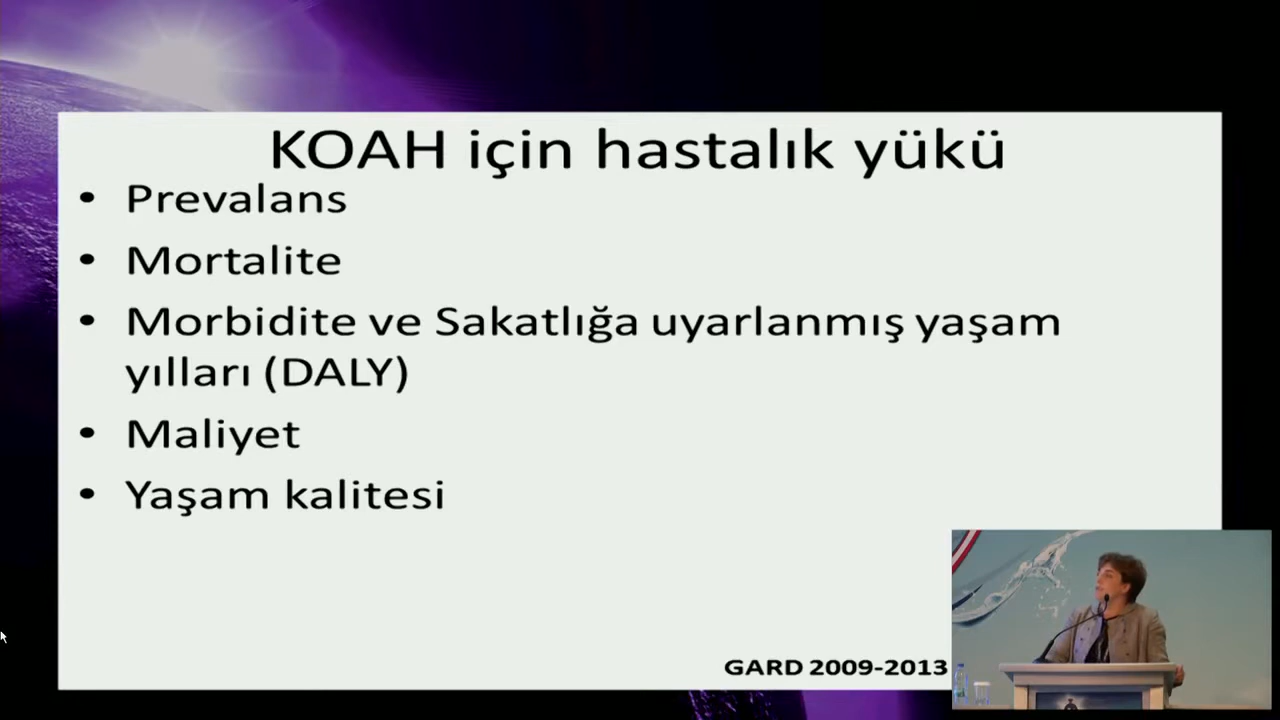 KOAH için hastalık yükü
• Prevalans
• Mortalite
• Morbidite ve Sakatlığa uyarlanmış yaşam
yılları (DALY)
• Maliyet
• Yaşam kalitesi
GARD 2009-2013